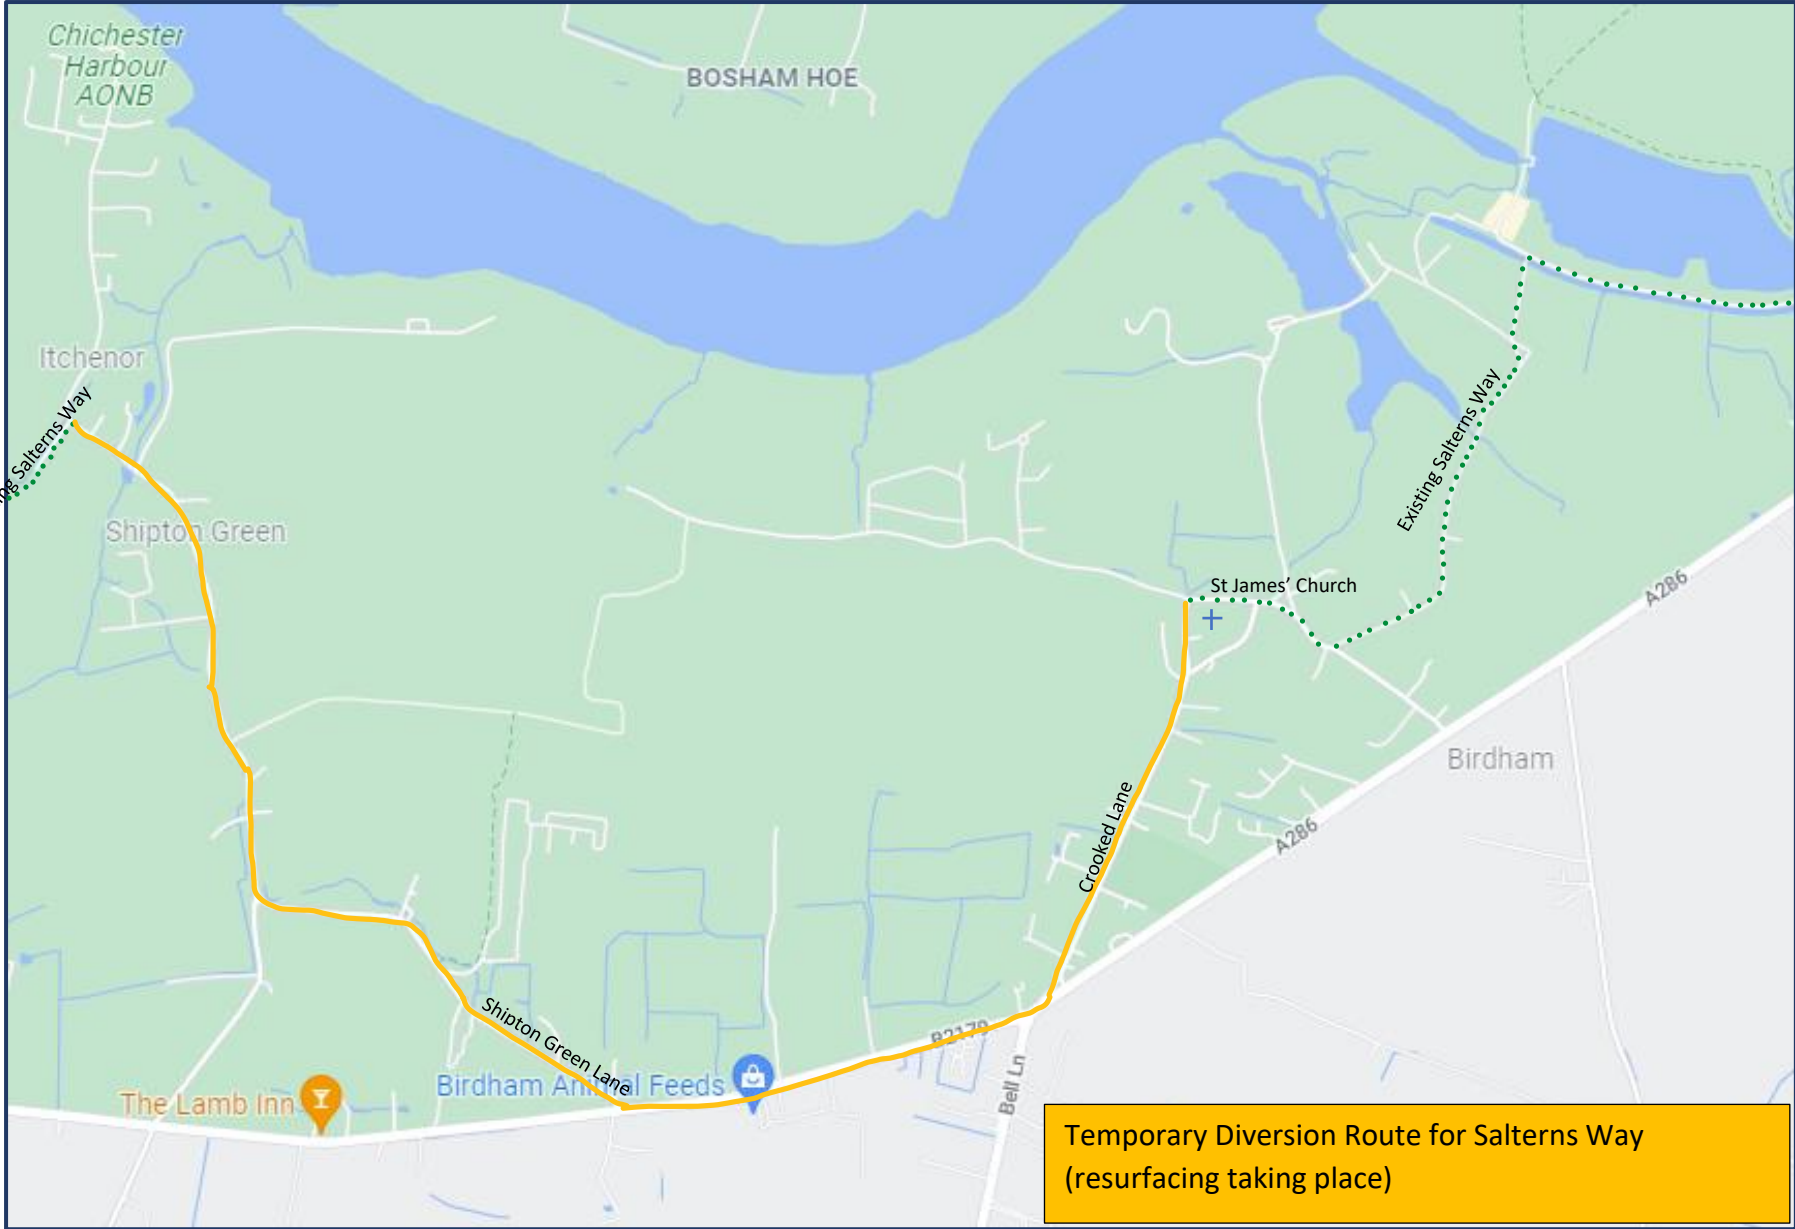 Chichester
Harbour
AONB
BOSHAM HOE
Itchenor
ng Salterns Way
Existing Salterns Way
Shipton Green
St James’ Church
A286
Birdham
Crooked Lane
A286
Shipton Green Lane
B2179
Birdham Animal Feeds
Bell Ln
The Lamb Inn
Temporary Diversion Route for Salterns Way
(resurfacing taking place)